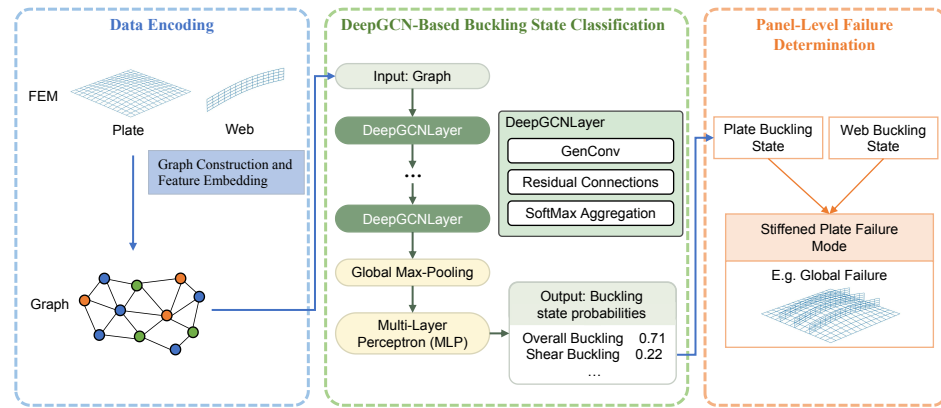 Data Encoding
FEM
Plate
Web
Graph Construction and
Feature Embedding
Graph
DeepGCN-Based Buckling State Classification
Input: Graph
DeepGCNLayer
...
DeepGCNLayer
Global Max-Pooling
Multi-Layer
Perceptron (MLP)
DeepGCNLayer
GenConv
Residual Connections
SoftMax Aggregation
Output: Buckling
state probabilities
Overall Buckling 0.71
Shear Buckling 0.22
...
Panel-Level Failure
Determination
Plate Buckling
State
Web Buckling
State
Stiffened Plate Failure
Mode
E.g. Global Failure